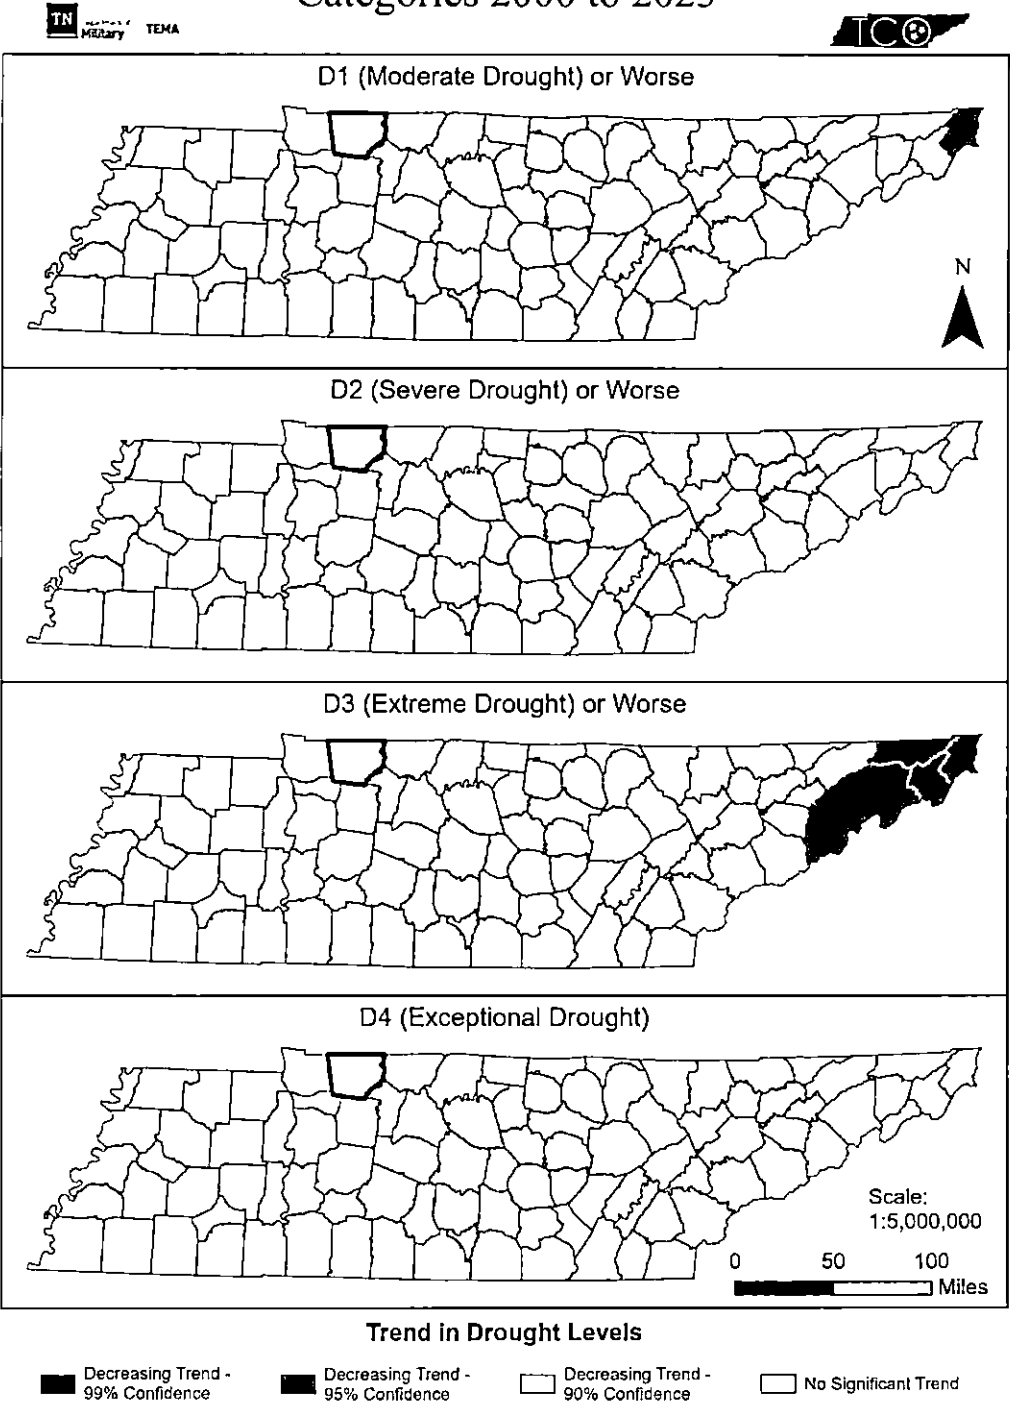 Categories 2000 to 2023
TN
Military
TEMA
TCO
D1 (Moderate Drought) or Worse
N
D2 (Severe Drought) or Worse
D3 (Extreme Drought) or Worse
D4 (Exceptional Drought)
Scale:
1:5,000,000
0 50 100
Miles
Trend in Drought Levels
Decreasing Trend -
99% Confidence
Decreasing Trend -
95% Confidence
Decreasing Trend -
90% Confidence
No Significant Trend